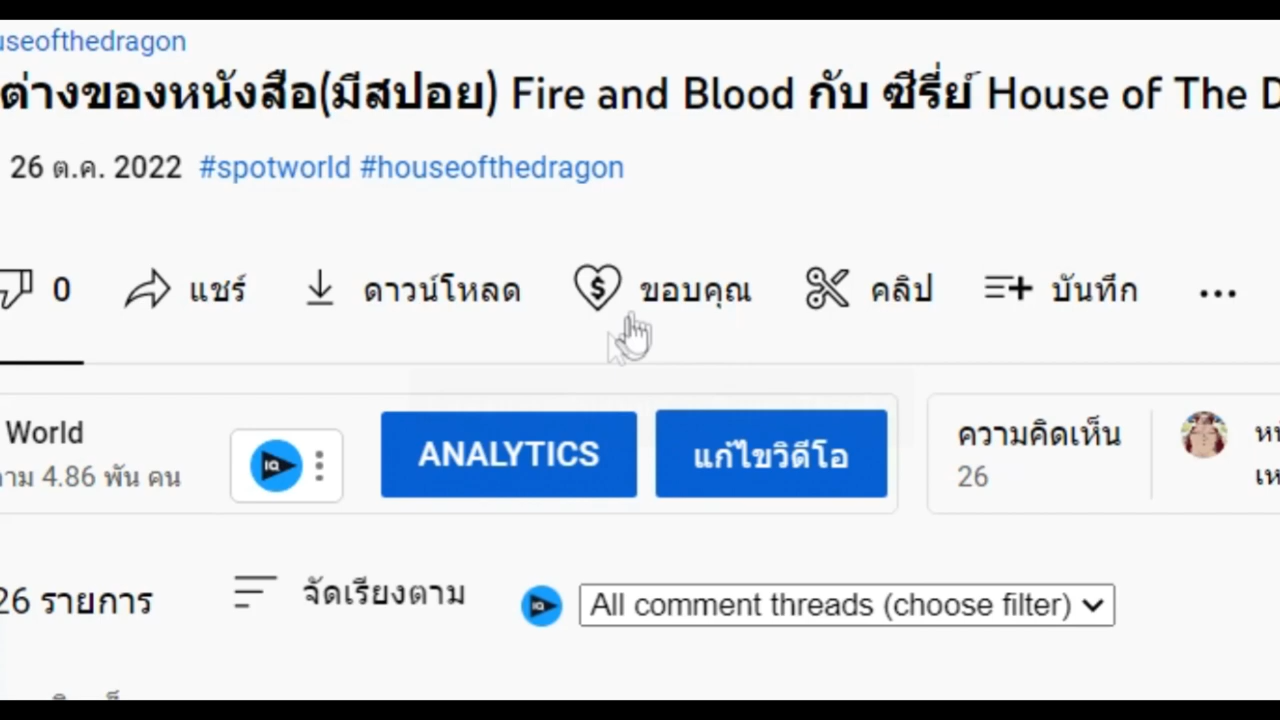 useofthedragon
ต่างของหนังสือ(มีสปอย) Fire and Blood กับ ซีรี่ย์ House of The D
26 ต.ค. 2022 #spotworld #houseofthedragon
0 แชร์ ดาวน์โหลด ขอบคุณ คลิป บันทึก
World
4.86 พัน คน
IQ
ANALYTICS
แก้ไขวิดีโอ
ความคิดเห็น
26
26 รายการ
จัดเรียงตาม
IQ
All comment threads (choose filter)